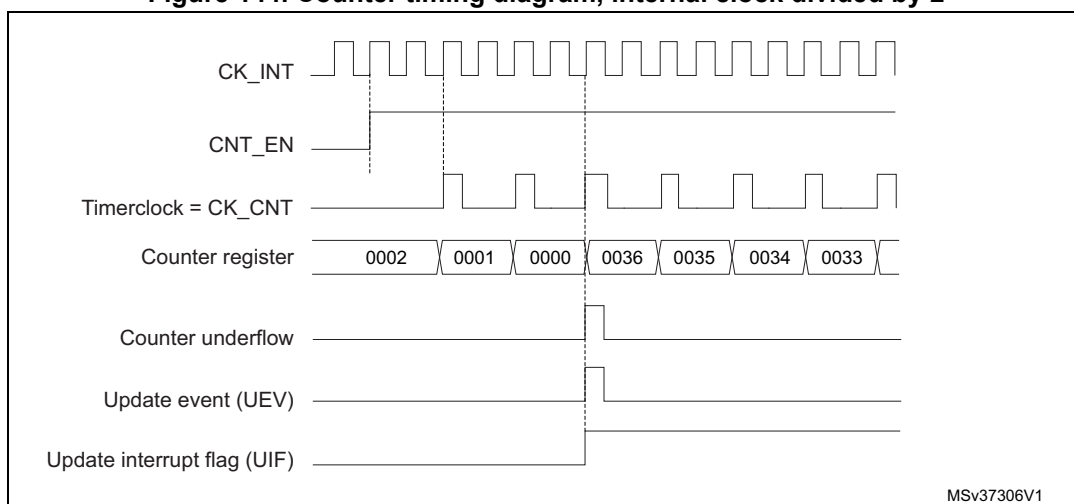 Figure Counter timing diagram, internal clock divided by 2
CK_INT
CNT_EN
Timerclock = CK_CNT
Counter register 0002 0001 0000 0036 0035 0034 0033
Counter underflow
Update event (UEV)
Update interrupt flag (UIF)
MSv37306V1